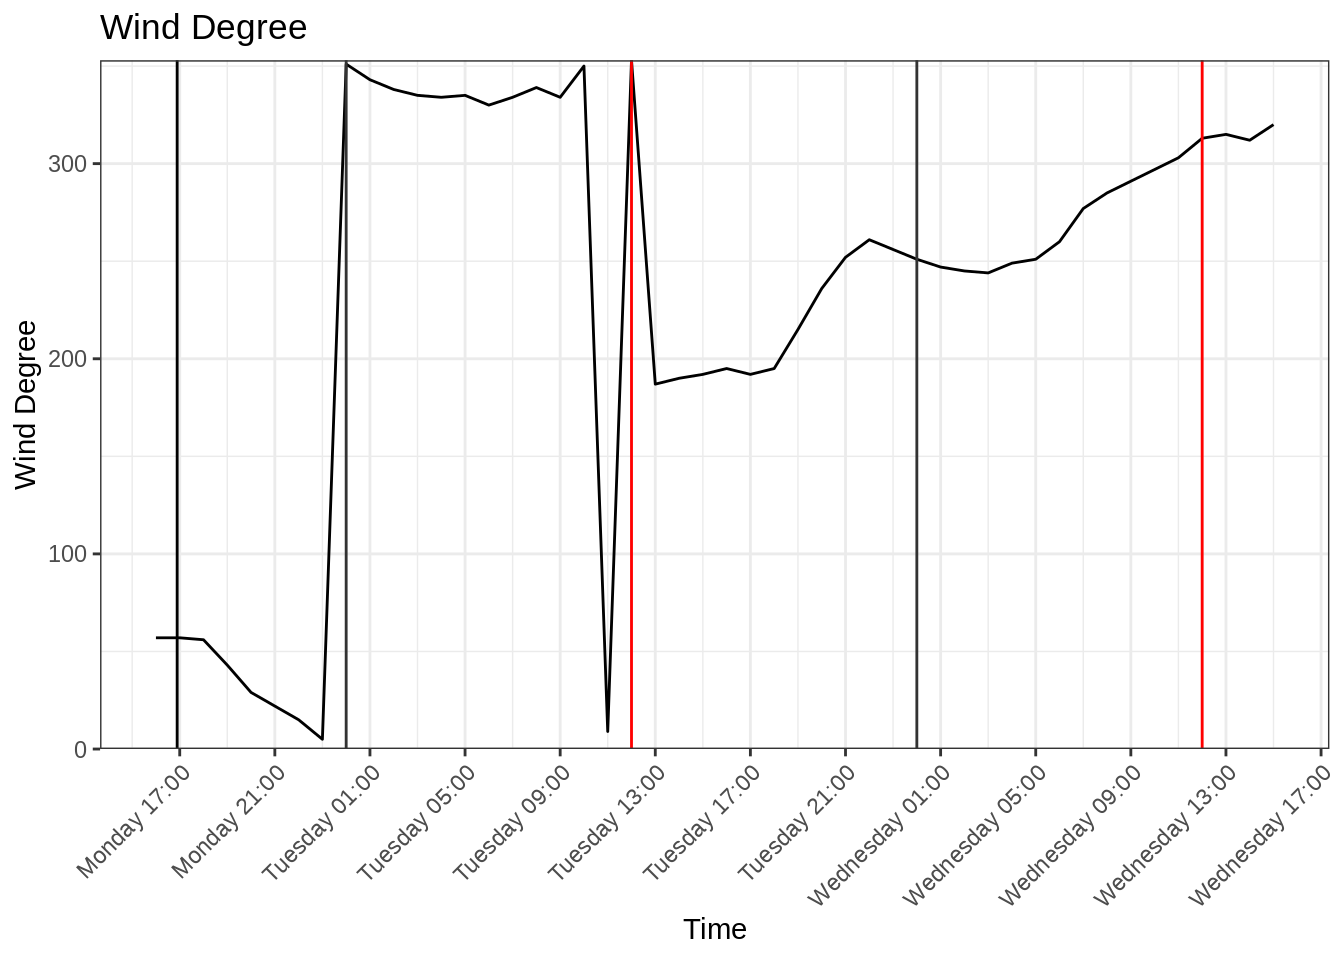 Wind Degree
Wind Degree
300
200
100
0
Monday 17:00
Monday 21:00
Tuesday 01:00
Tuesday 05:00
Tuesday 09:00
Tuesday 13:00
Tuesday 17:00
Tuesday 21:00
Wednesday 01:00
Wednesday 05:00
Wednesday 09:00
Wednesday 13:00
Wednesday 17:00
Time